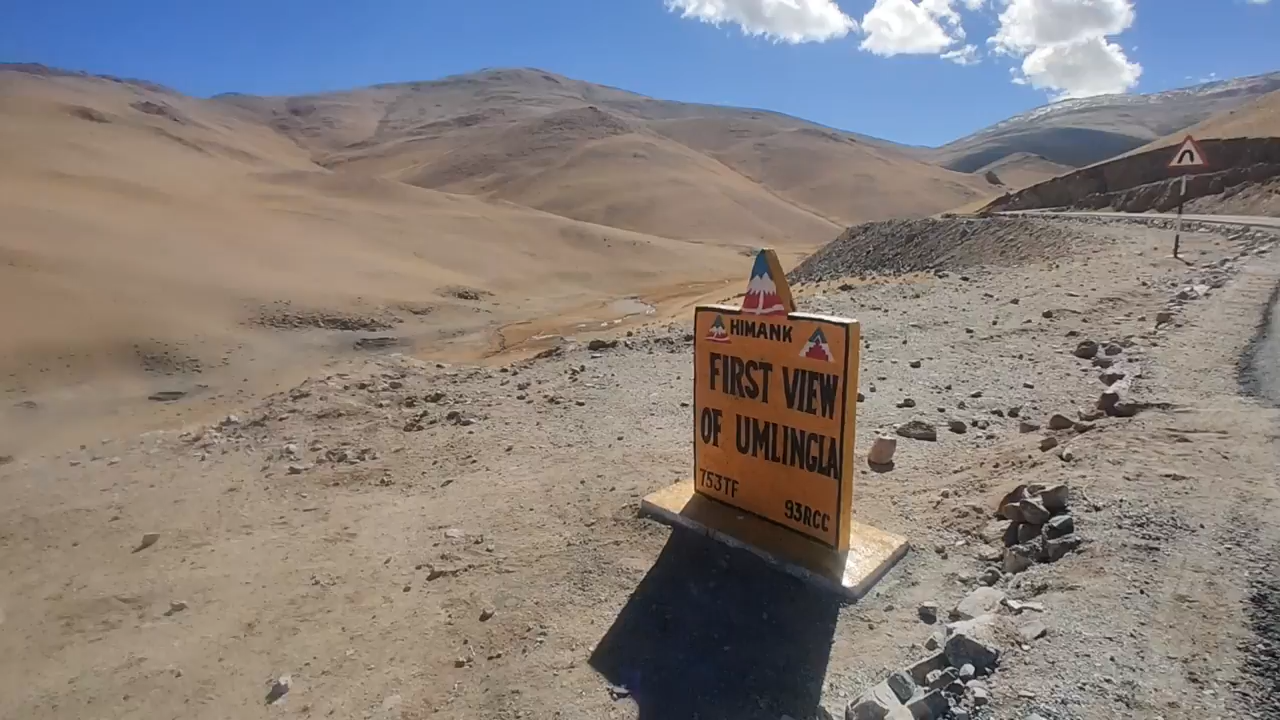 HIMANK
FIRST VIEW
OF UMLINGLA
753TF
93RCC